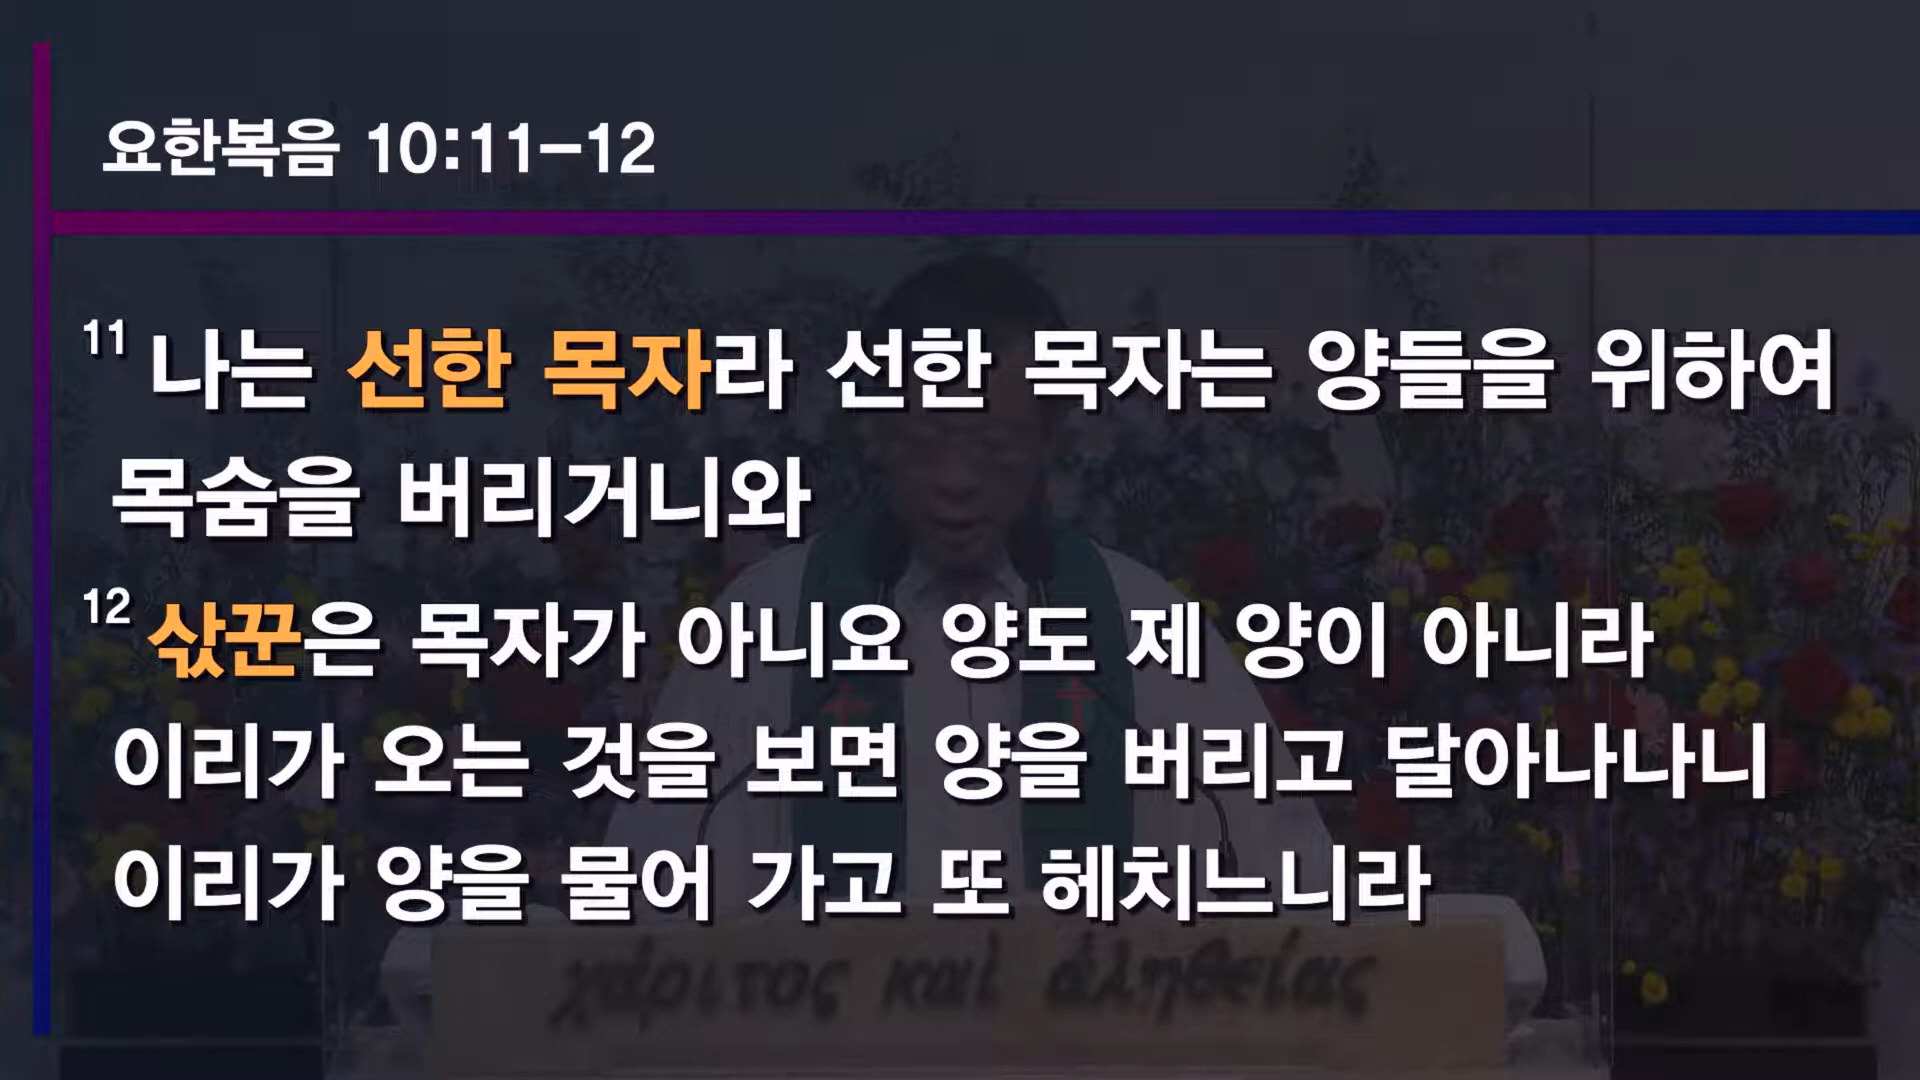 요한복음 10:11-12
11 나는 선한 목자라 선한 목자는 양들을 위하여
목숨을 버리거니와
12 삯꾼은 목자가 아니요 양도 제 양이 아니라
이리가 오는 것을 보면 양을 버리고 달아나나니
이리가 양을 물어 가고 또 헤치느니라
χάριτος καὶ ἀληθείας